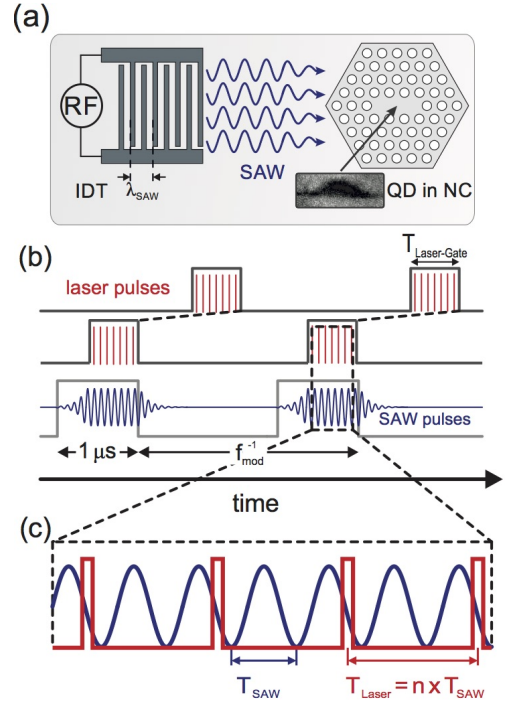 (a)
RF
IDT
λSAW
SAW
QD in NC
(b)
TLaser-Gate
laser pulses
SAW pulses
1 μs
f mod -1
time
(c)
TSAW
TLaser = n x TSAW